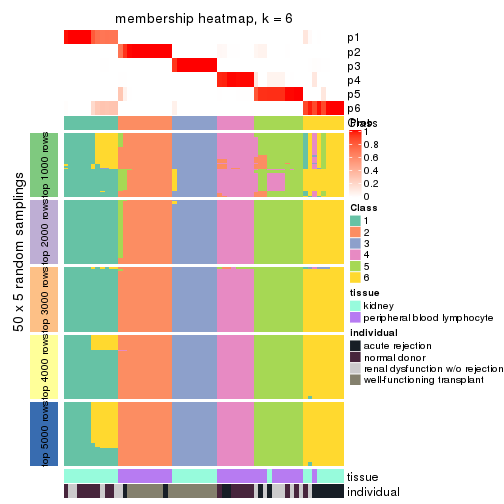 membership heatmap, k = 6
p1
p2
p3
p4
p5
p6
Class
Prob
1
0.8
0.6
0.4
0.2
0
Class
1
2
3
4
5
6
tissue
kidney
peripheral blood lymphocyte
individual
acute rejection
normal donor
renal dysfunction w/o rejection
well-functioning transplant
50 x 5 random samplings
top 1000 rows
top 2000 rows
top 3000 rows
top 4000 rows
top 5000 rows
tissue
individual